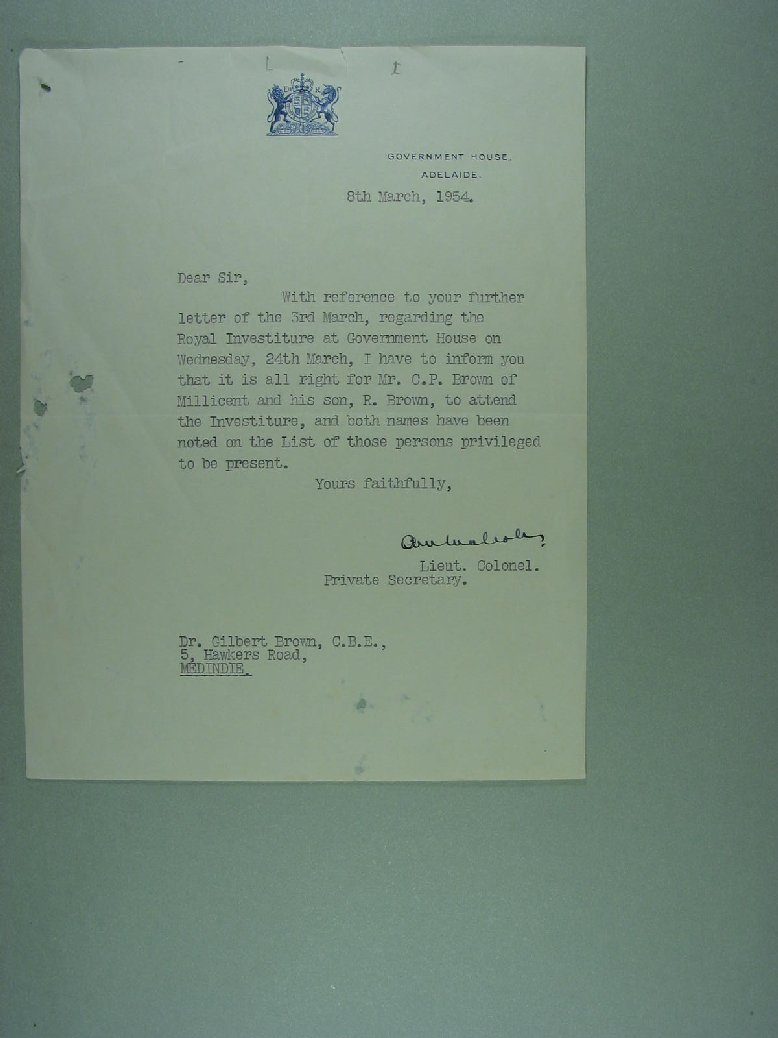 GOVERNMENT HOUSE,
ADELAIDE.
8th March, 1954.
Dear Sir,
With reference to your further
letter of the 3rd March, regarding the
Royal Investiture at Government House on
Wednesday, 24th March, I have to inform you
that it is all right for Mr. C.P. Brown of
Millicent and his son, R. Brown, to attend
the Investiture, and both names have been
noted on the List of those persons privileged
to be present.
Yours faithfully,
Lieut. Colonel.
Private Secretary.
Dr. Gilbert Brown, C.B.E.,
5, Hawkers Road,
MEDINDIE.